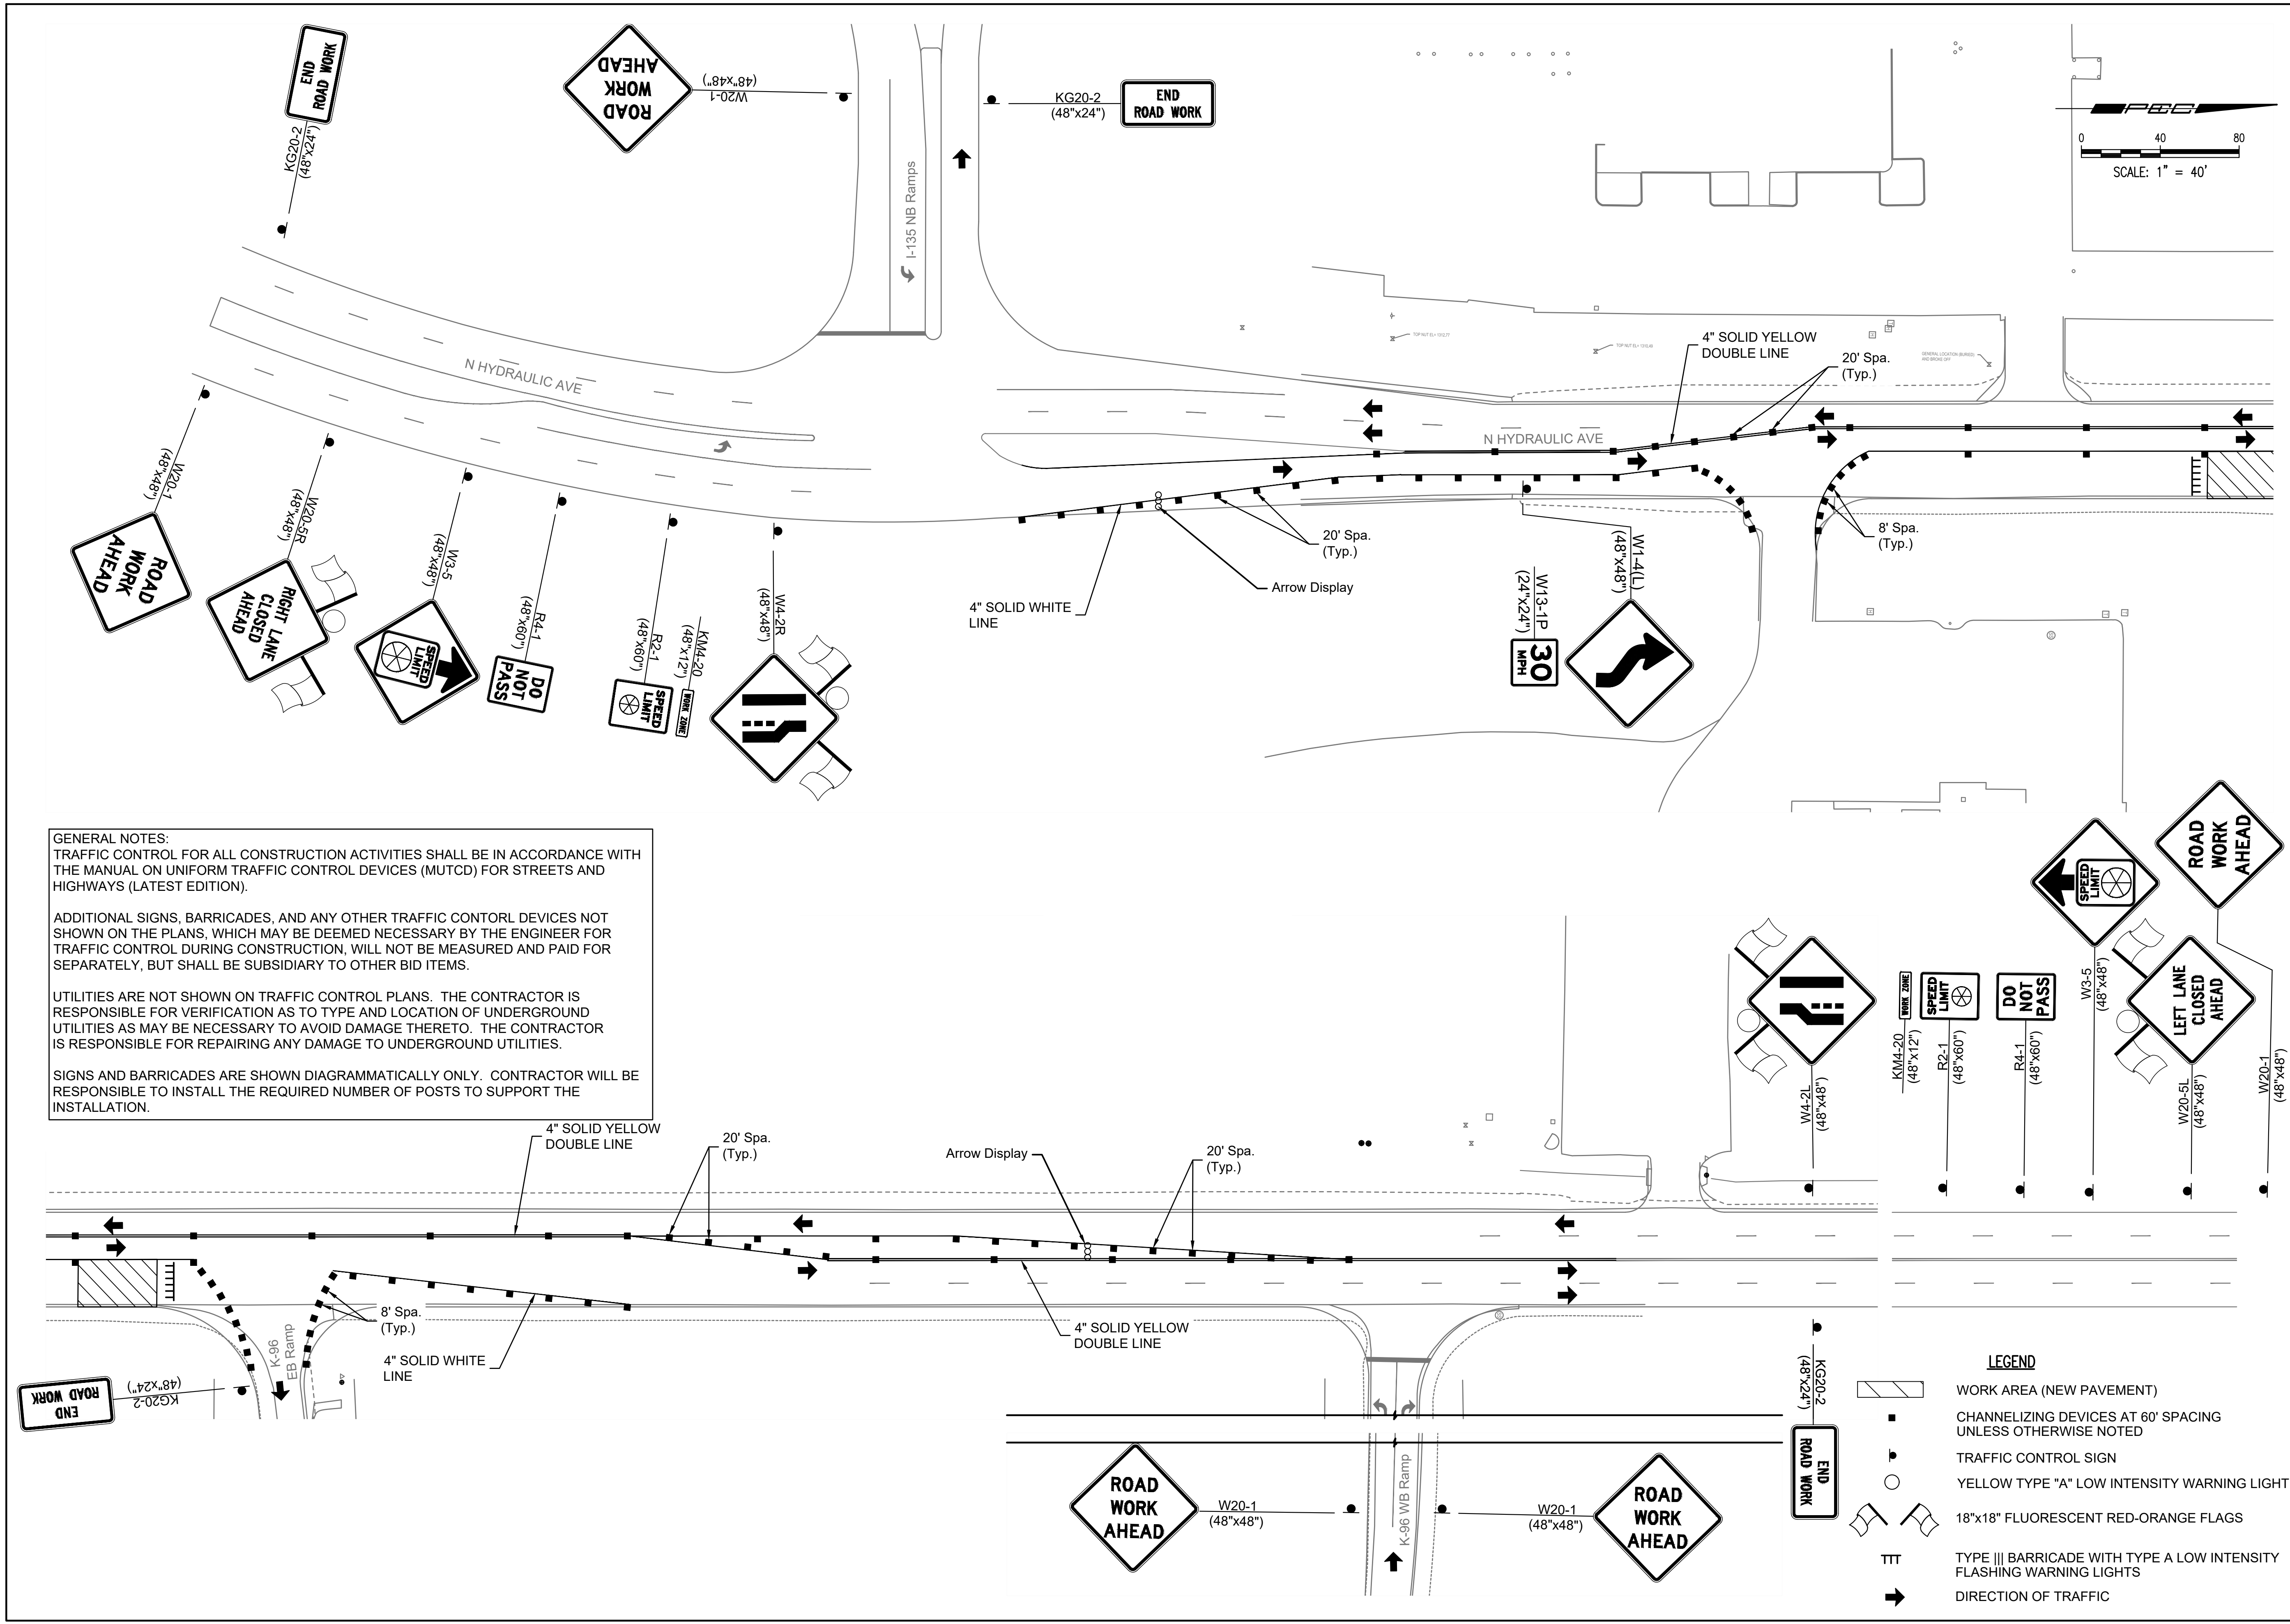 END
ROAD WORK
KG20-2
(48"x24")
ROAD
WORK
AHEAD
W20-1
(48"x48")
KG20-2
(48"x24")
END
ROAD WORK
PEC
0 40 80
SCALE: 1" = 40'
I-135 NB Ramps
N HYDRAULIC AVE
4" SOLID YELLOW
DOUBLE LINE
20' Spa.
(Typ.)
GENERAL LOCATION (BURIED)
AND BROKE OFF
N HYDRAULIC AVE
W20-1
(48"x48")
ROAD
WORK
AHEAD
W20-5R
(48"x48")
RIGHT LANE
CLOSED
AHEAD
W3-5
(48"x48")
SPEED
LIMIT
R4-1
(48"x60")
DO
NOT
PASS
R2-1
(48"x60")
SPEED
LIMIT
KM4-20
(48"x12")
WORK ZONE
W4-2R
(48"x48")
4" SOLID WHITE
LINE
20' Spa.
(Typ.)
Arrow Display
W13-1P
(24"x24")
30
MPH
W1-4(L)
(48"x48")
8' Spa.
(Typ.)
GENERAL NOTES:
TRAFFIC CONTROL FOR ALL CONSTRUCTION ACTIVITIES SHALL BE IN ACCORDANCE WITH
THE MANUAL ON UNIFORM TRAFFIC CONTROL DEVICES (MUTCD) FOR STREETS AND
HIGHWAYS (LATEST EDITION).
ADDITIONAL SIGNS, BARRICADES, AND ANY OTHER TRAFFIC CONTORL DEVICES NOT
SHOWN ON THE PLANS, WHICH MAY BE DEEMED NECESSARY BY THE ENGINEER FOR
TRAFFIC CONTROL DURING CONSTRUCTION, WILL NOT BE MEASURED AND PAID FOR
SEPARATELY, BUT SHALL BE SUBSIDIARY TO OTHER BID ITEMS.
UTILITIES ARE NOT SHOWN ON TRAFFIC CONTROL PLANS. THE CONTRACTOR IS
RESPONSIBLE FOR VERIFICATION AS TO TYPE AND LOCATION OF UNDERGROUND
UTILITIES AS MAY BE NECESSARY TO AVOID DAMAGE THERETO. THE CONTRACTOR
IS RESPONSIBLE FOR REPAIRING ANY DAMAGE TO UNDERGROUND UTILITIES.
SIGNS AND BARRICADES ARE SHOWN DIAGRAMMATICALLY ONLY. CONTRACTOR WILL BE
RESPONSIBLE TO INSTALL THE REQUIRED NUMBER OF POSTS TO SUPPORT THE
INSTALLATION.
4" SOLID YELLOW
DOUBLE LINE
20' Spa.
(Typ.)
Arrow Display
20' Spa.
(Typ.)
W4-2L
(48"x48")
KM4-20
(48"x12")
WORK ZONE
R2-1
(48"x60")
SPEED
LIMIT
R4-1
(48"x60")
DO
NOT
PASS
W3-5
(48"x48")
SPEED
LIMIT
W20-5L
(48"x48")
LEFT LANE
CLOSED
AHEAD
W20-1
(48"x48")
ROAD
WORK
AHEAD
8' Spa.
(Typ.)
K-96
EB Ramp
4" SOLID WHITE
LINE
4" SOLID YELLOW
DOUBLE LINE
KG20-2
(48"x24")
END
ROAD WORK
ROAD
WORK
AHEAD
W20-1
(48"x48")
K-96 WB Ramp
W20-1
(48"x48")
ROAD
WORK
AHEAD
KG20-2
(48"x24")
END
ROAD WORK
LEGEND
WORK AREA (NEW PAVEMENT)
CHANNELIZING DEVICES AT 60' SPACING
UNLESS OTHERWISE NOTED
TRAFFIC CONTROL SIGN
YELLOW TYPE "A" LOW INTENSITY WARNING LIGHT
18"x18" FLUORESCENT RED-ORANGE FLAGS
TYPE ||| BARRICADE WITH TYPE A LOW INTENSITY
FLASHING WARNING LIGHTS
DIRECTION OF TRAFFIC